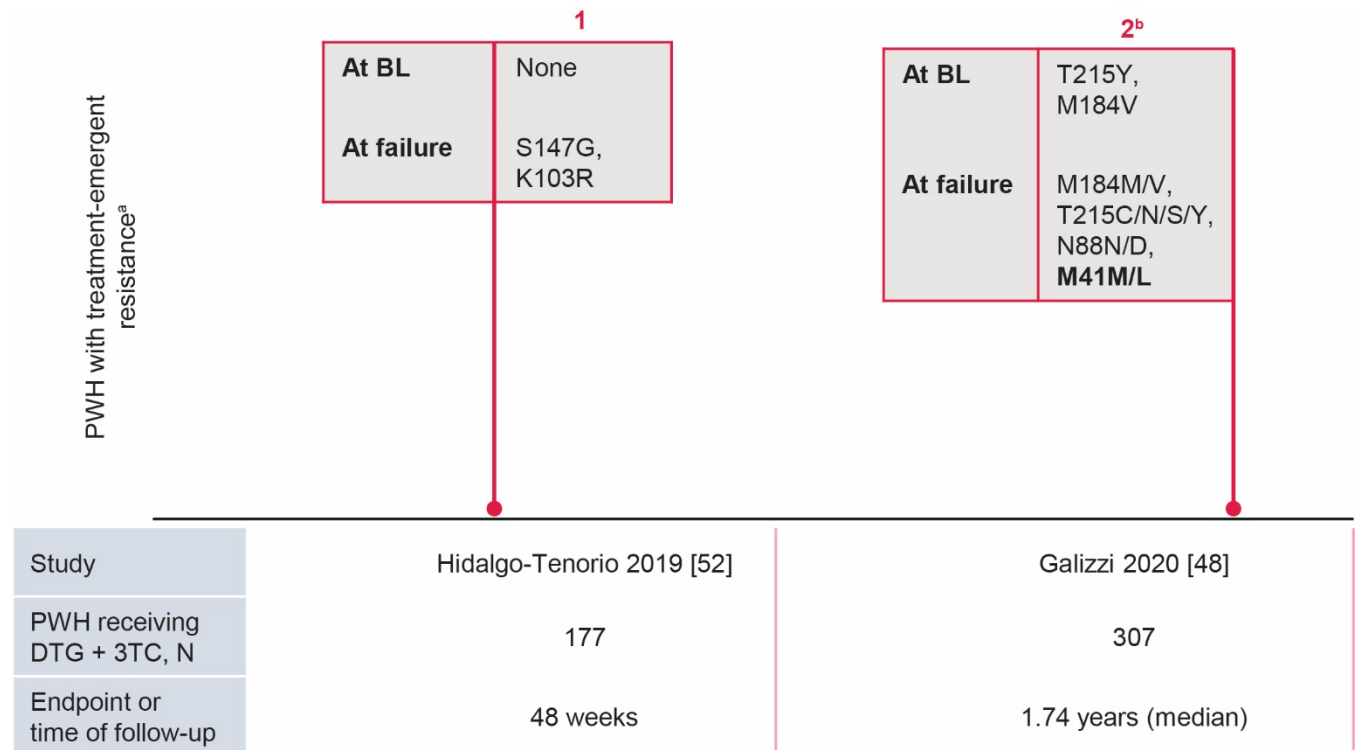 1
At BL None
At failure S147G,
K103R
2ᵇ
At BL T215Y,
M184V
At failure M184M/V,
T215C/N/S/Y,
N88N/D,
M41M/L
PWH with treatment-emergent
resistanceᵃ
Study Hidalgo-Tenorio 2019 [52] Galizzi 2020 [48]
PWH receiving
DTG + 3TC, N 177 307
Endpoint or
time of follow-up 48 weeks 1.74 years (median)